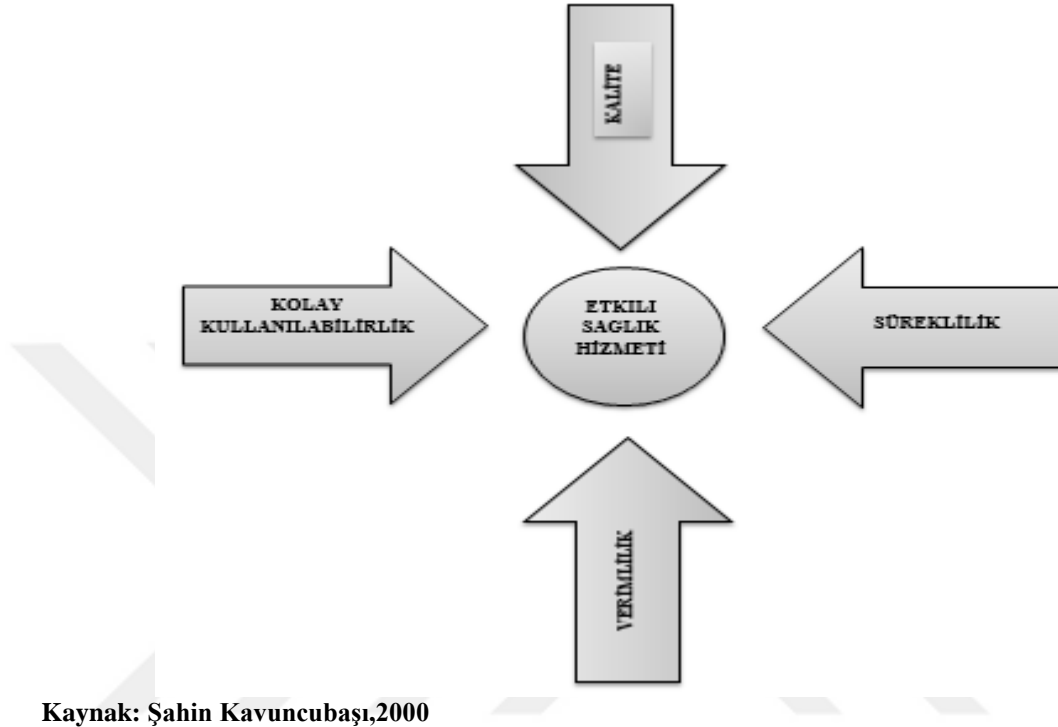 KALİTE
KOLAY
KULLANILABİLİRLİK
ETKILI
SAGLIK
HİZMETİ
SÜREKLİLİK
VERİMLİLİK
Kaynak: Şahin Kavuncubaşı,2000